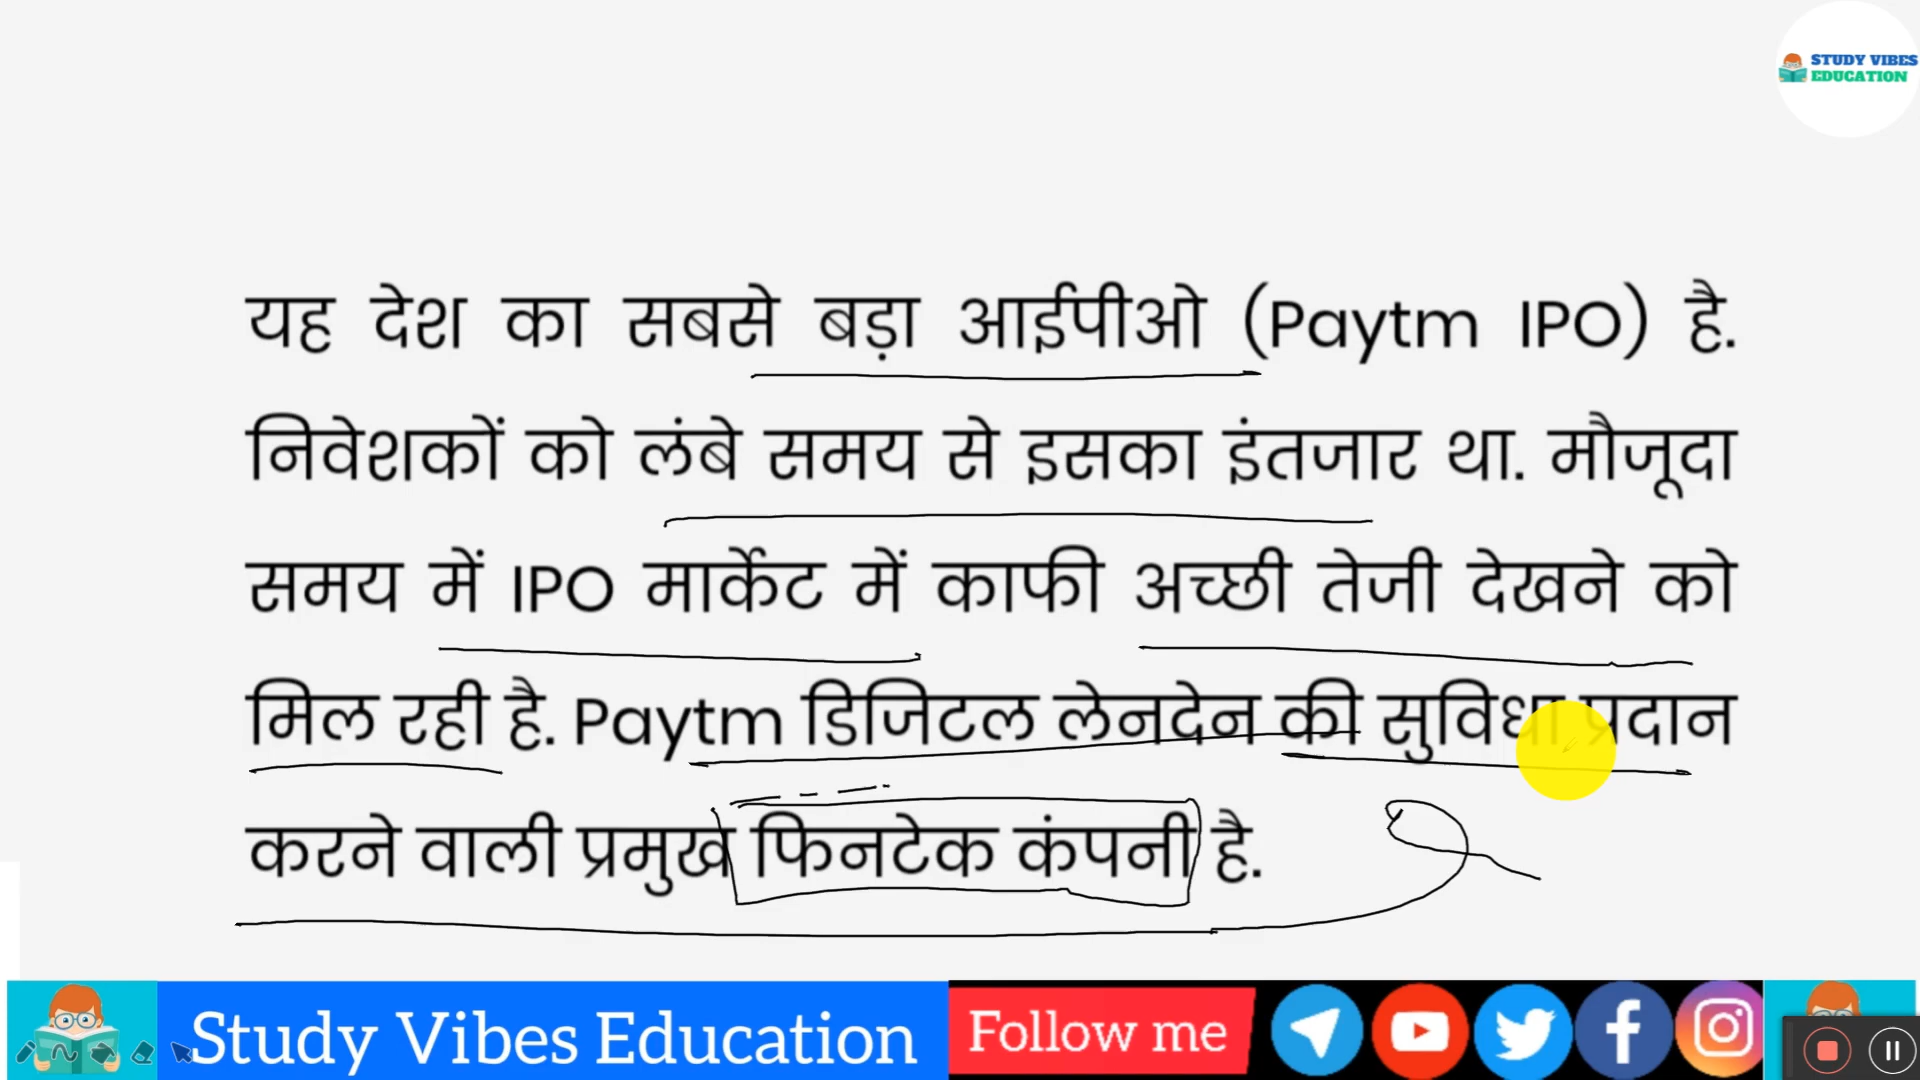 STUDY VIBES
EDUCATION
यह देश का सबसे बड़ा आईपीओ (Paytm IPO) है.
निवेशकों को लंबे समय से इसका इंतजार था. मौजूदा
समय में IPO मार्केट में काफी अच्छी तेजी देखने को
मिल रही है. Paytm डिजिटल लेनदेन की सुविधा प्रदान
करने वाली प्रमुख फिनटेक कंपनी है.
Study Vibes Education
Follow me